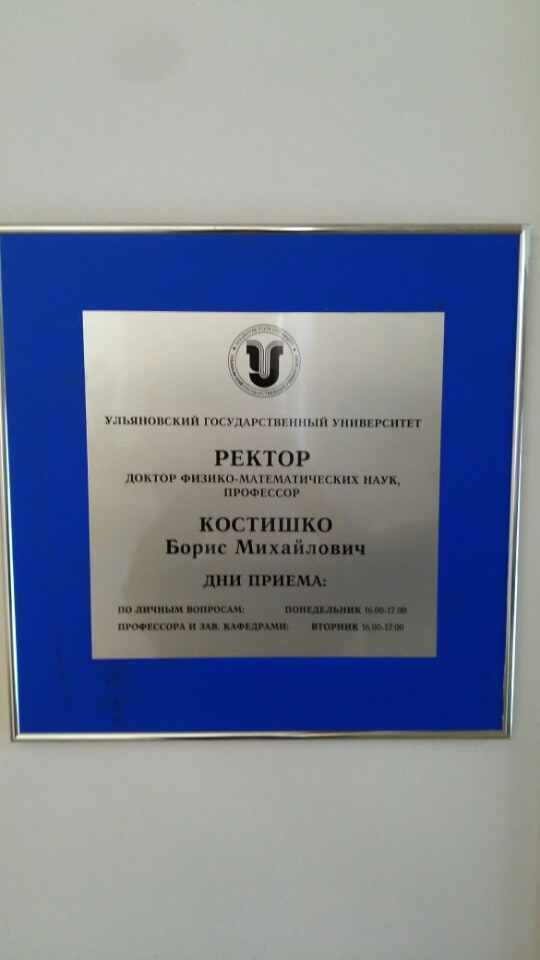 УЛЬЯНОВСКИЙ ГОСУДАРСТВЕННЫЙ УНИВЕРСИТЕТ
РЕКТОР
ДОКТОР ФИЗИКО-МАТЕМАТИЧЕСКИХ НАУК,
ПРОФЕССОР
КОСТИШКО
Борис Михайлович
ДНИ ПРИЕМА:
ПО ЛИЧНЫМ ВОПРОСАМ: ПОНЕДЕЛЬНИК 16.00-17.00
ПРОФЕССОРА И ЗАВ. КАФЕДРАМИ: ВТОРНИК 16.00-17.00